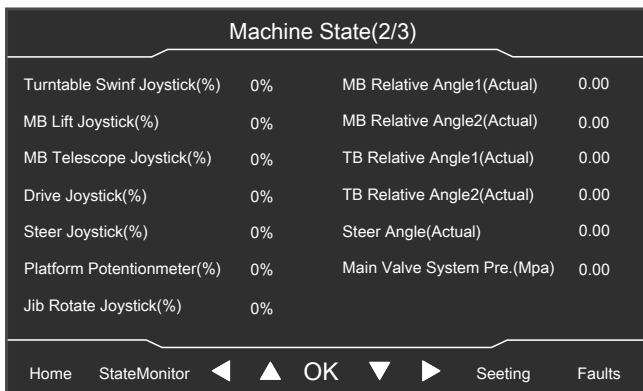 Machine State(2/3)
Turntable Swinf Joystick(%) 0% MB Relative Angle1(Actual) 0.00
MB Lift Joystick(%) 0% MB Relative Angle2(Actual) 0.00
MB Telescope Joystick(%) 0% TB Relative Angle1(Actual) 0.00
Drive Joystick(%) 0% TB Relative Angle2(Actual) 0.00
Steer Joystick(%) 0% Steer Angle(Actual) 0.00
Platform Potentionmeter(%) 0% Main Valve System Pre.(Mpa) 0.00
Jib Rotate Joystick(%) 0%
Home StateMonitor OK Seeting Faults